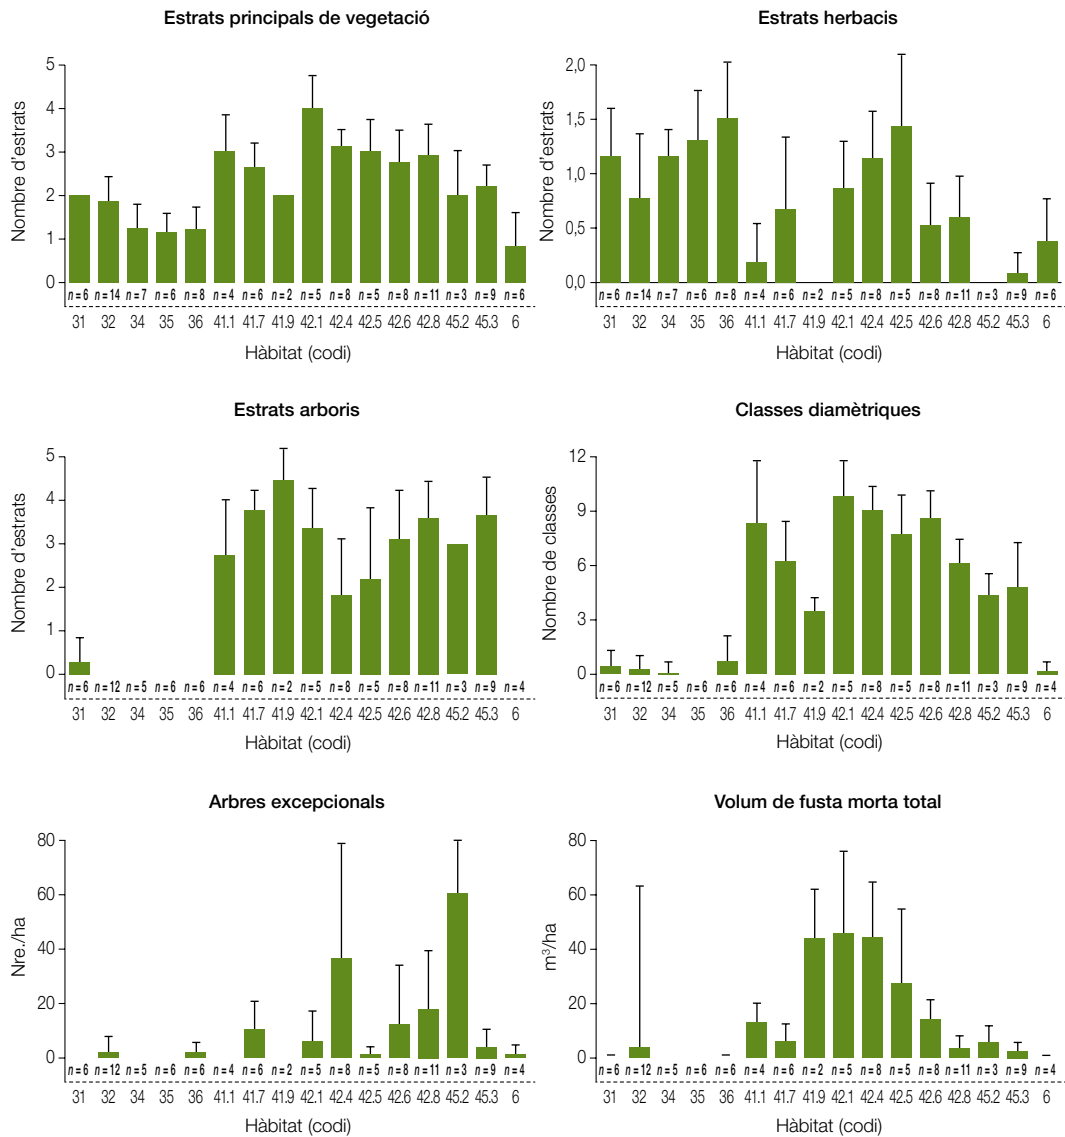 Estrats principals de vegetació
Nombre d'estrats
5
4
3
2
1
0
n = 6 n = 14 n = 7 n = 6 n = 8 n = 4 n = 6 n = 2 n = 5 n = 8 n = 5 n = 8 n = 11 n = 3 n = 9 n = 6
31 32 34 35 36 41.1 41.7 41.9 42.1 42.4 42.5 42.6 42.8 45.2 45.3 6
Hàbitat (codi)
Estrats herbacis
Nombre d'estrats
2,0
1,5
1,0
0,5
0,0
n = 6 n = 14 n = 7 n = 6 n = 8 n = 4 n = 6 n = 2 n = 5 n = 8 n = 5 n = 8 n = 11 n = 3 n = 9 n = 6
31 32 34 35 36 41.1 41.7 41.9 42.1 42.4 42.5 42.6 42.8 45.2 45.3 6
Hàbitat (codi)
Estrats arboris
Nombre d'estrats
5
4
3
2
1
0
n = 6 n = 12 n = 5 n = 6 n = 6 n = 4 n = 6 n = 2 n = 5 n = 8 n = 5 n = 8 n = 11 n = 3 n = 9 n = 4
31 32 34 35 36 41.1 41.7 41.9 42.1 42.4 42.5 42.6 42.8 45.2 45.3 6
Hàbitat (codi)
Classes diamètriques
Nombre de classes
12
9
6
3
0
n = 6 n = 12 n = 5 n = 6 n = 6 n = 4 n = 6 n = 2 n = 5 n = 8 n = 5 n = 8 n = 11 n = 3 n = 9 n = 4
31 32 34 35 36 41.1 41.7 41.9 42.1 42.4 42.5 42.6 42.8 45.2 45.3 6
Hàbitat (codi)
Arbres excepcionals
Nre./ha
80
60
40
20
0
n = 6 n = 12 n = 5 n = 6 n = 6 n = 4 n = 6 n = 2 n = 5 n = 8 n = 5 n = 8 n = 11 n = 3 n = 9 n = 4
31 32 34 35 36 41.1 41.7 41.9 42.1 42.4 42.5 42.6 42.8 45.2 45.3 6
Hàbitat (codi)
Volum de fusta morta total
m³/ha
80
60
40
20
0
n = 6 n = 12 n = 5 n = 6 n = 6 n = 4 n = 6 n = 2 n = 5 n = 8 n = 5 n = 8 n = 11 n = 3 n = 9 n = 4
31 32 34 35 36 41.1 41.7 41.9 42.1 42.4 42.5 42.6 42.8 45.2 45.3 6
Hàbitat (codi)